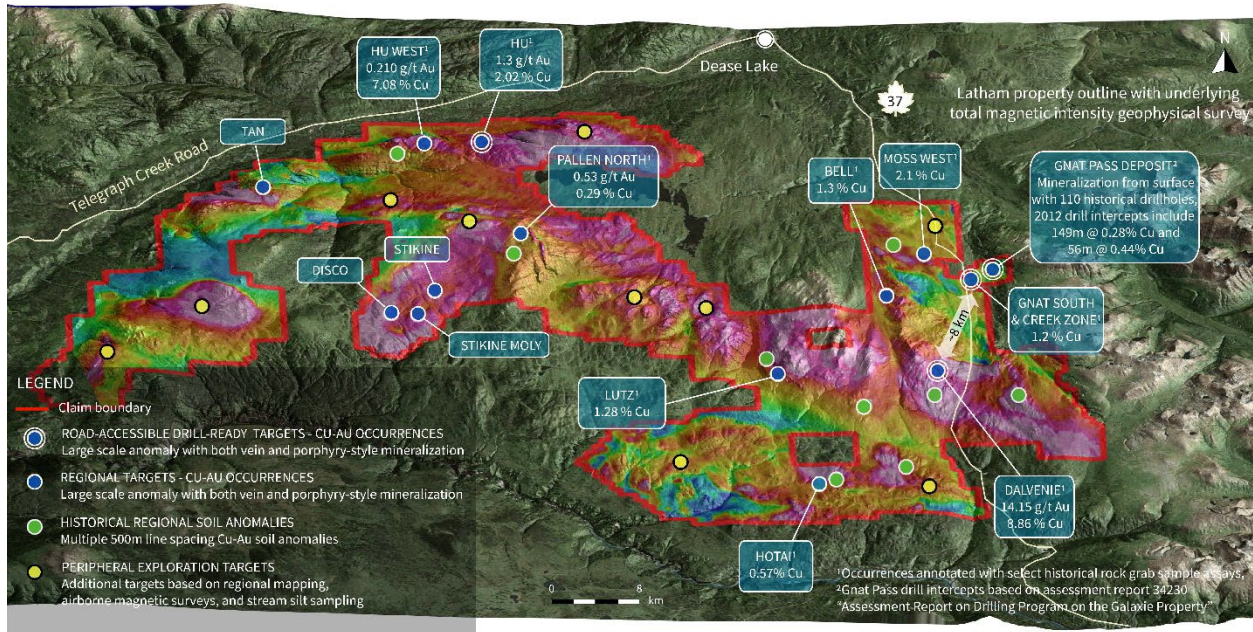 HU WEST¹
0.210 g/t Au
7.08 % Cu
HU¹
1.3 g/t Au
2.02 % Cu
Dease Lake
N
37
Latham property outline with underlying
total magnetic intensity geophysical survey
TAN
Telegraph Creek Road
PALLEN NORTH¹
0.53 g/t Au
0.29 % Cu
BELL¹
1.3 % Cu
MOSS WEST¹
2.1 % Cu
GNAT PASS DEPOSIT²
Mineralization from surface
with 110 historical drillholes,
2012 drill intercepts include
149m @ 0.28% Cu and
56m @ 0.44% Cu
STIKINE
DISCO
STIKINE MOLY
GNAT SOUTH
& CREEK ZONE¹
1.2 % Cu
~8 km
LUTZ¹
1.28 % Cu
DALVENIE¹
14.15 g/t Au
8.86 % Cu
HOTAI¹
0.57% Cu
LEGEND
Claim boundary
ROAD-ACCESSIBLE DRILL-READY TARGETS - CU-AU OCCURRENCES
Large scale anomaly with both vein and porphyry-style mineralization
REGIONAL TARGETS - CU-AU OCCURRENCES
Large scale anomaly with both vein and porphyry-style mineralization
HISTORICAL REGIONAL SOIL ANOMALIES
Multiple 500m line spacing Cu-Au soil anomalies
PERIPHERAL EXPLORATION TARGETS
Additional targets based on regional mapping,
airborne magnetic surveys, and stream silt sampling
8 0 8
km
¹Occurrences annotated with select historical rock grab sample assays,
²Gnat Pass drill intercepts based on assessment report 34230
"Assessment Report on Drilling Program on the Galaxie Property"